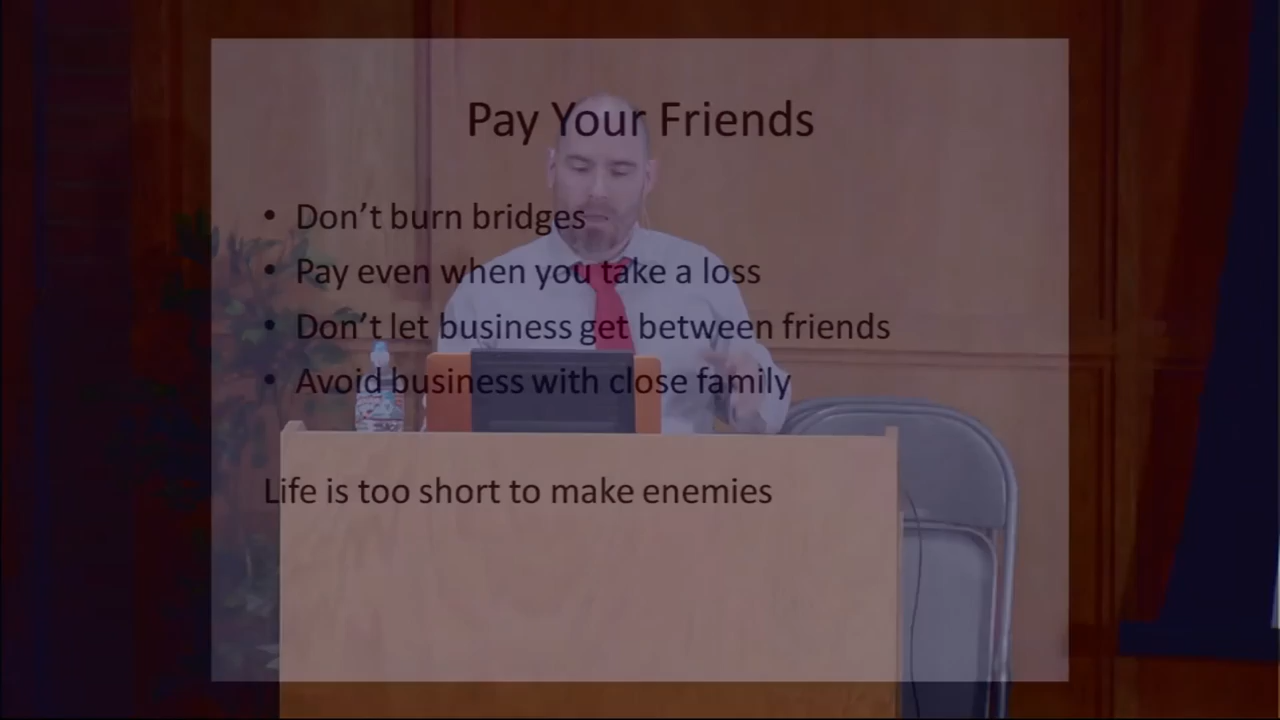 Pay Your Friends
• Don’t burn bridges
• Pay even when you take a loss
• Don’t let business get between friends
• Avoid business with close family
Life is too short to make enemies